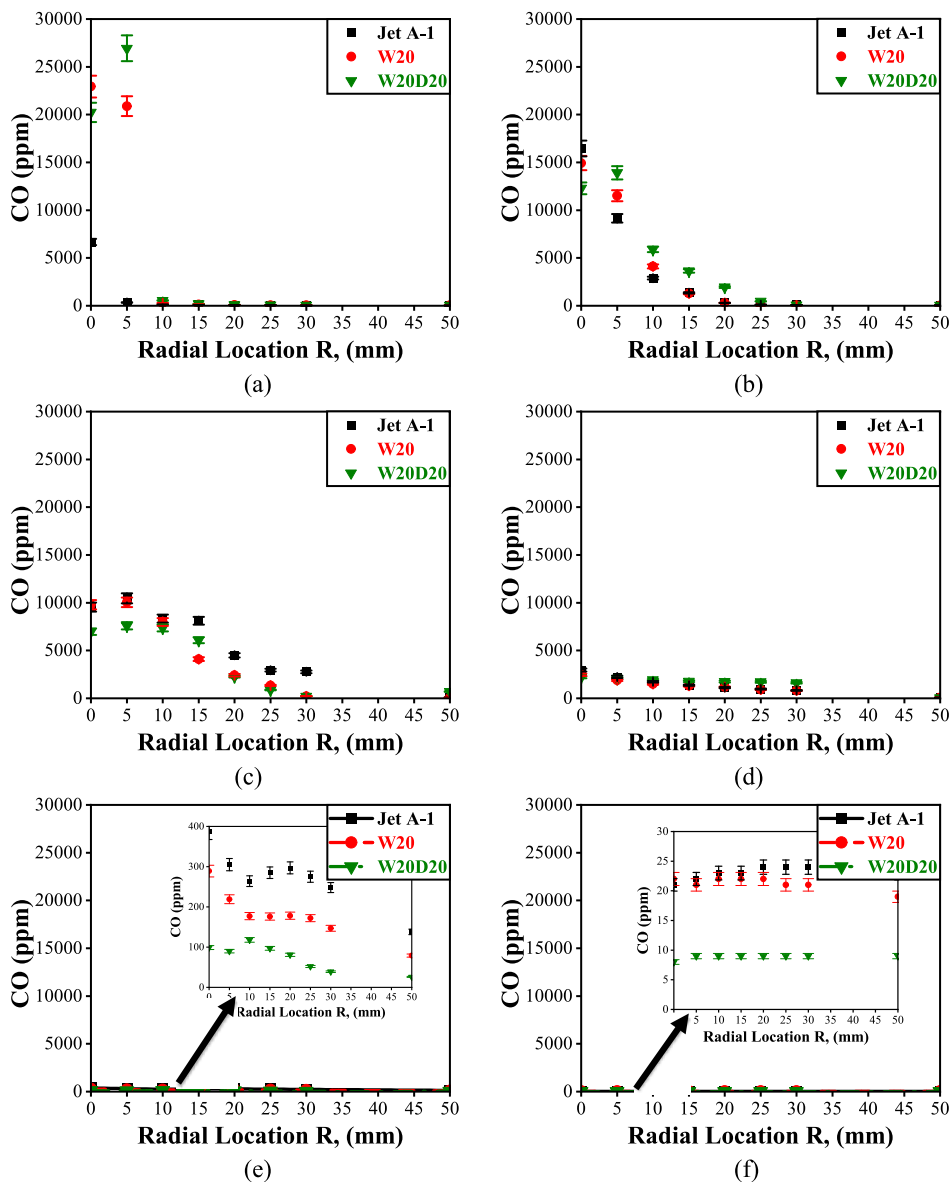 30000
25000
20000
15000
10000
5000
0
CO (ppm)
Jet A-1
W20
W20D20
0 5 10 15 20 25 30 35 40 45 50
Radial Location R, (mm)
(a)
30000
25000
20000
15000
10000
5000
0
CO (ppm)
Jet A-1
W20
W20D20
0 5 10 15 20 25 30 35 40 45 50
Radial Location R, (mm)
(b)
30000
25000
20000
15000
10000
5000
0
CO (ppm)
Jet A-1
W20
W20D20
0 5 10 15 20 25 30 35 40 45 50
Radial Location R, (mm)
(c)
30000
25000
20000
15000
10000
5000
0
CO (ppm)
Jet A-1
W20
W20D20
0 5 10 15 20 25 30 35 40 45 50
Radial Location R, (mm)
(d)
30000
25000
20000
15000
10000
5000
0
CO (ppm)
Jet A-1
W20
W20D20
400
300
200
100
0
CO (ppm)
0 5 10 15 20 25 30 35 40 45 50
Radial Location R, (mm)
0 5 10 15 20 25 30 35 40 45 50
Radial Location R, (mm)
(e)
30000
25000
20000
15000
10000
5000
0
CO (ppm)
Jet A-1
W20
W20D20
30
25
20
15
10
5
0
CO (ppm)
5 10 15 20 25 30 35 40 45 50
Radial Location R, (mm)
0 5 10 15 20 25 30 35 40 45 50
Radial Location R, (mm)
(f)